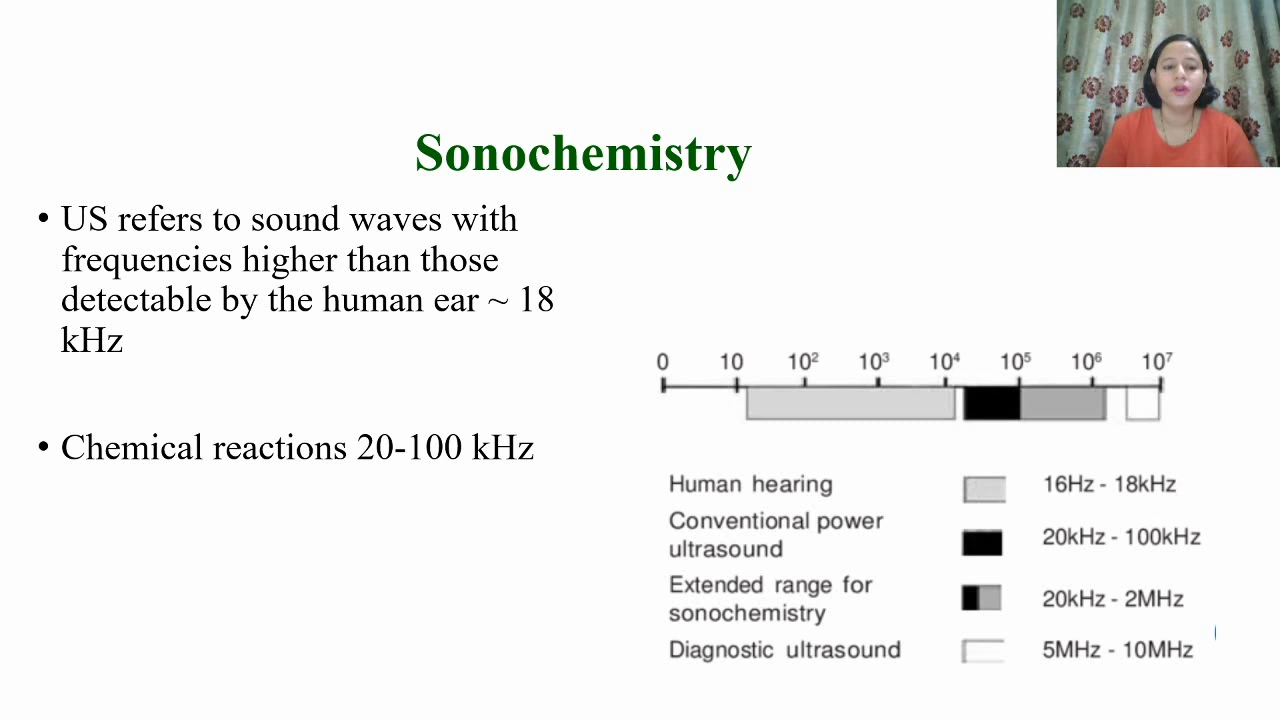 Sonochemistry
• US refers to sound waves with
frequencies higher than those
detectable by the human ear ~ 18
kHz
• Chemical reactions 20-100 kHz
0 10 10² 10³ 10⁴ 10⁵ 10⁶ 10⁷
Human hearing 16Hz - 18kHz
Conventional power
ultrasound 20kHz - 100kHz
Extended range for
sonochemistry 20kHz - 2MHz
Diagnostic ultrasound 5MHz - 10MHz